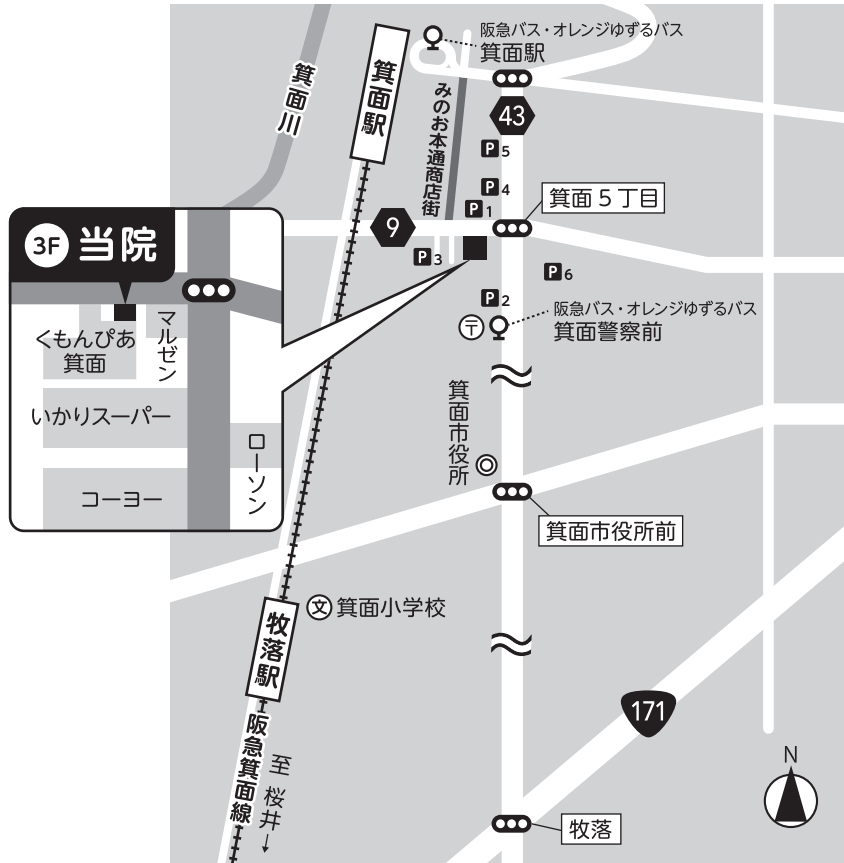 阪急バス・オレンジゆずるバス
箕面駅
箕面川
箕面駅
みのお本通商店街
43
P5
P4
P1
箕面5丁目
9
P3
P6
P2
阪急バス・オレンジゆずるバス
箕面警察前
〒
3F 当院
くもんぴあ
箕面
マルゼン
いかりスーパー
ローソン
コーヨー
箕面市役所
箕面市役所前
文 箕面小学校
牧落駅
阪急箕面線
至 桜井→
171
牧落
N